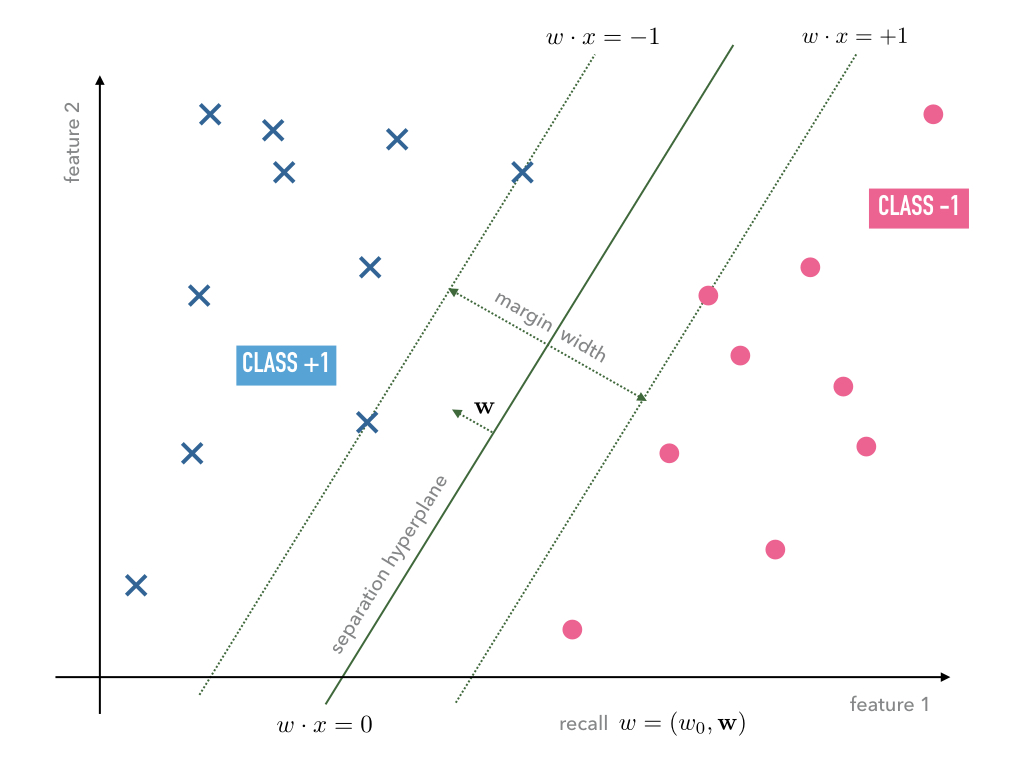 w · x = −1
w · x = +1
feature 2
CLASS −1
margin width
CLASS +1
w
separation hyperplane
feature 1
w · x = 0
recall w = (w₀, w)